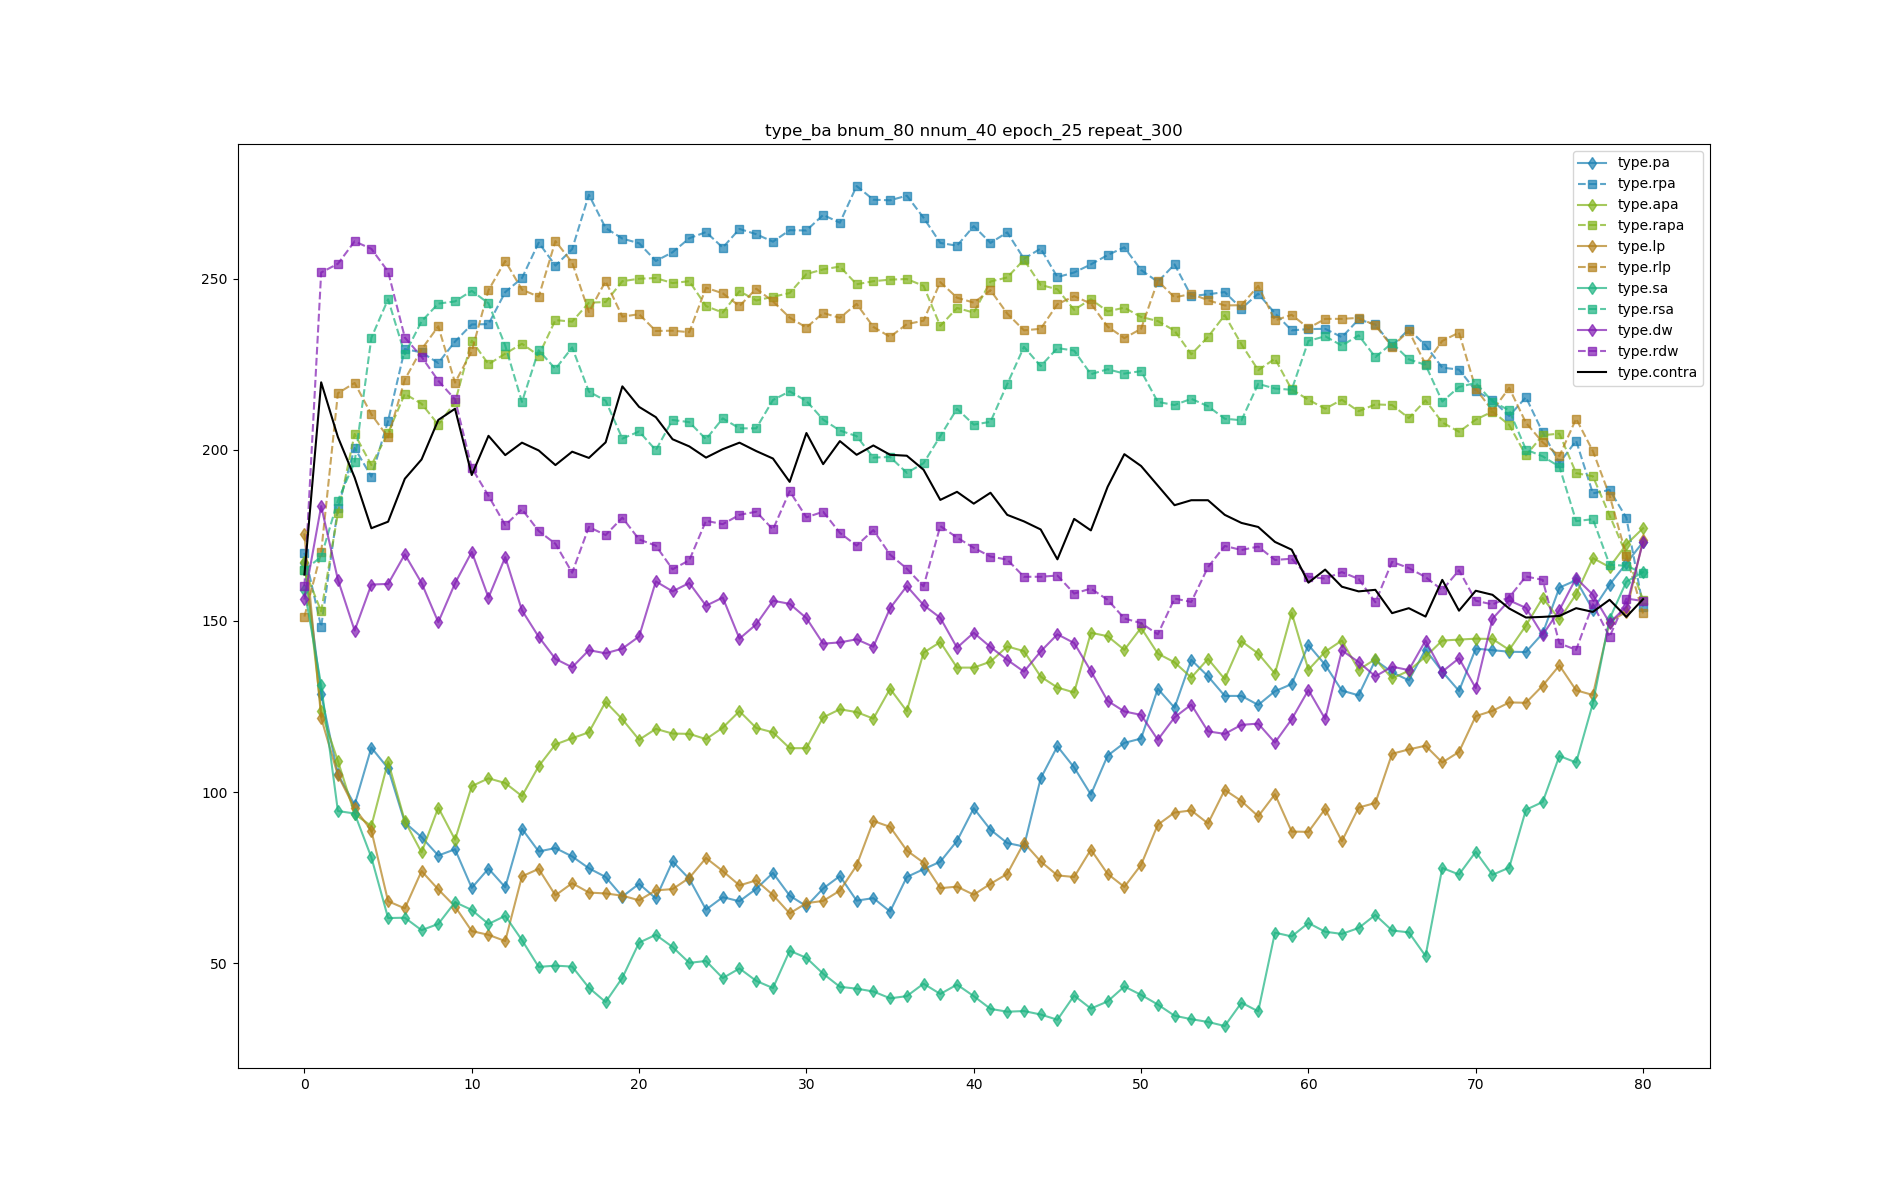 type_ba bnum_80 nnum_40 epoch_25 repeat_300
type.pa
type.rpa
type.apa
type.rapa
type.lp
type.rlp
type.sa
type.rsa
type.dw
type.rdw
type.contra
250
200
150
100
50
0 10 20 30 40 50 60 70 80